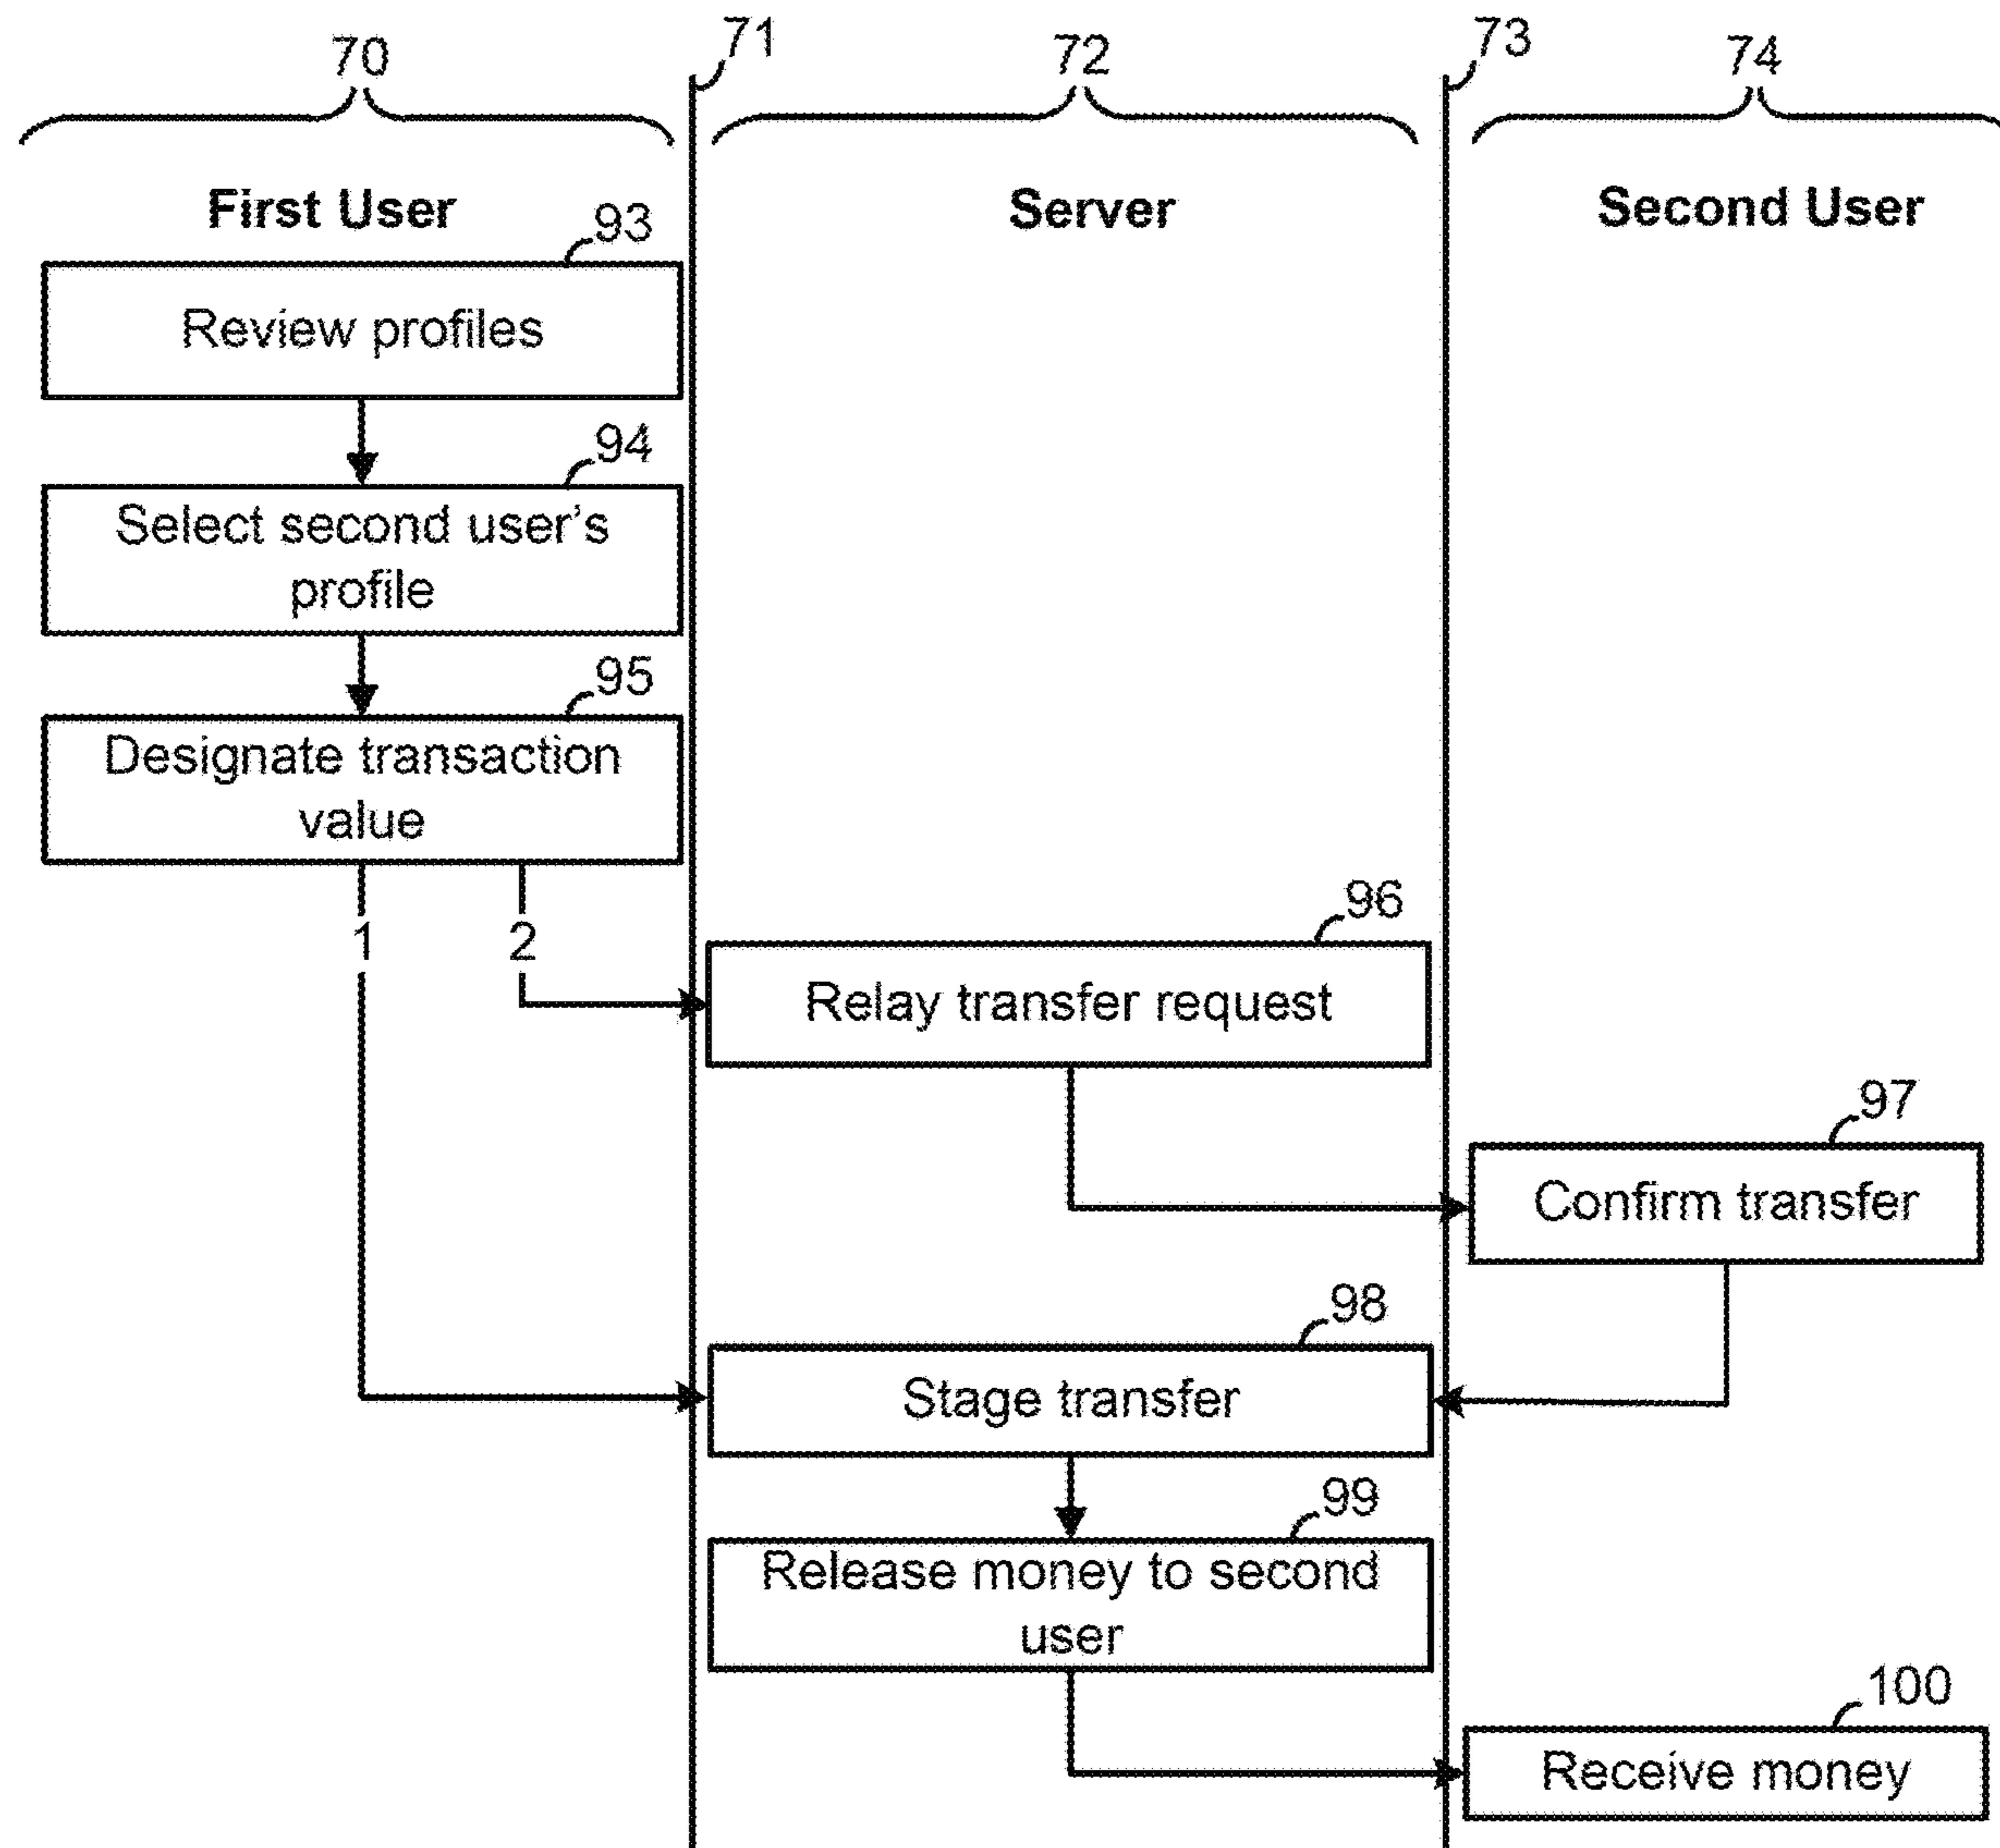 70
71
72
73
74
First User
Server
Second User
93
Review profiles
94
Select second user's
profile
95
Designate transaction
value
1
2
96
Relay transfer request
97
Confirm transfer
98
Stage transfer
99
Release money to second
user
100
Receive money